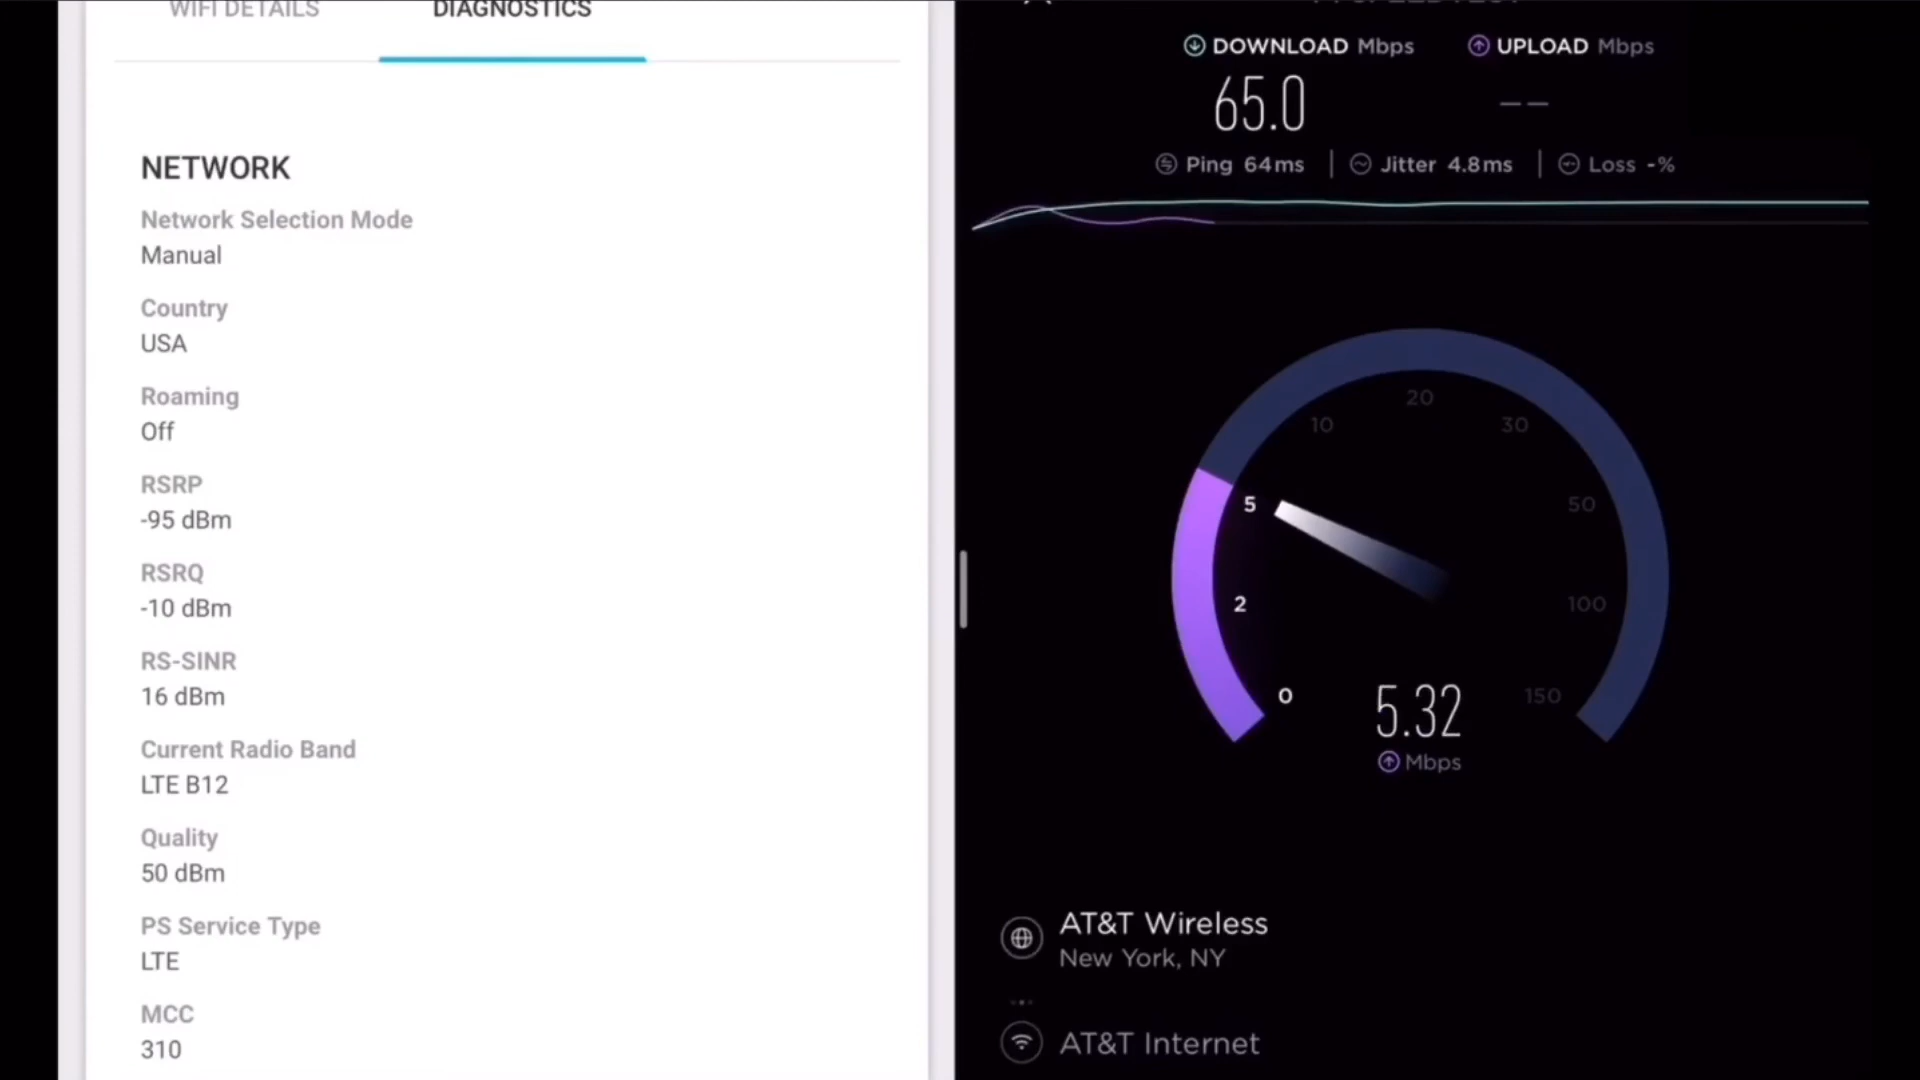 WIFI DETAILS
DIAGNOSTICS
NETWORK
Network Selection Mode
Manual
Country
USA
Roaming
Off
RSRP
-95 dBm
RSRQ
-10 dBm
RS-SINR
16 dBm
Current Radio Band
LTE B12
Quality
50 dBm
PS Service Type
LTE
MCC
310
DOWNLOAD Mbps
UPLOAD Mbps
65.0
— —
Ping 64ms
Jitter 4.8ms
Loss -%
0
2
5
10
20
30
50
100
150
5.32
Mbps
AT&T Wireless
New York, NY
AT&T Internet